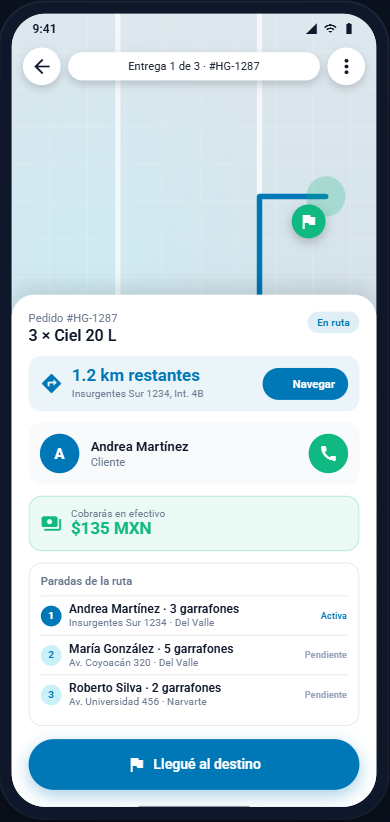 9:41
Entrega 1 de 3 · #HG-1287
Pedido #HG-1287
3 × Ciel 20 L
En ruta
1.2 km restantes
Insurgentes Sur 1234, Int. 4B
Navegar
A
Andrea Martínez
Cliente
Cobrarás en efectivo
$135 MXN
Paradas de la ruta
1
Andrea Martínez · 3 garrafones
Insurgentes Sur 1234 · Del Valle
Activa
2
María González · 5 garrafones
Av. Coyoacán 320 · Del Valle
Pendiente
3
Roberto Silva · 2 garrafones
Av. Universidad 456 · Narvarte
Pendiente
Llegué al destino